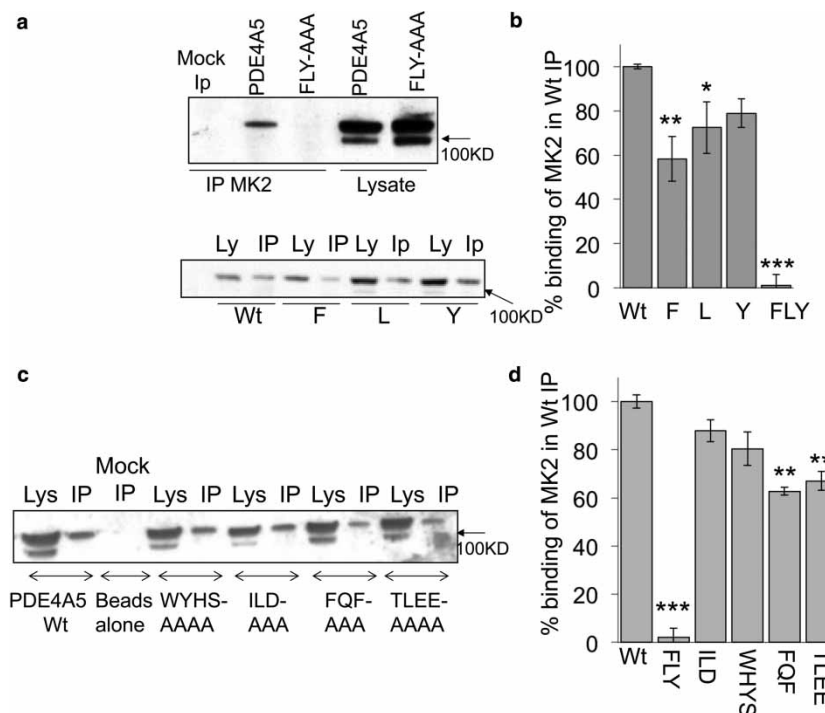 a
Mock
Ip
PDE4A5
FLY-AAA
PDE4A5
FLY-AAA
100KD
IP MK2
Lysate
Ly IP Ly IP Ly Ip Ly Ip
100KD
Wt F L Y
b
% binding of MK2 in Wt IP
100
80
60
40
20
0
**
*
***
Wt F L Y FLY
c
Mock
Lys IP IP Lys IP Lys IP Lys IP Lys IP
100KD
PDE4A5 Beads WYHS- ILD- FQF- TLEE-
Wt alone AAAA AAA AAA AAAA
d
% binding of MK2 in Wt IP
100
80
60
40
20
0
***
**
**
Wt
FLY
ILD
WHYS
FQF
TLEE